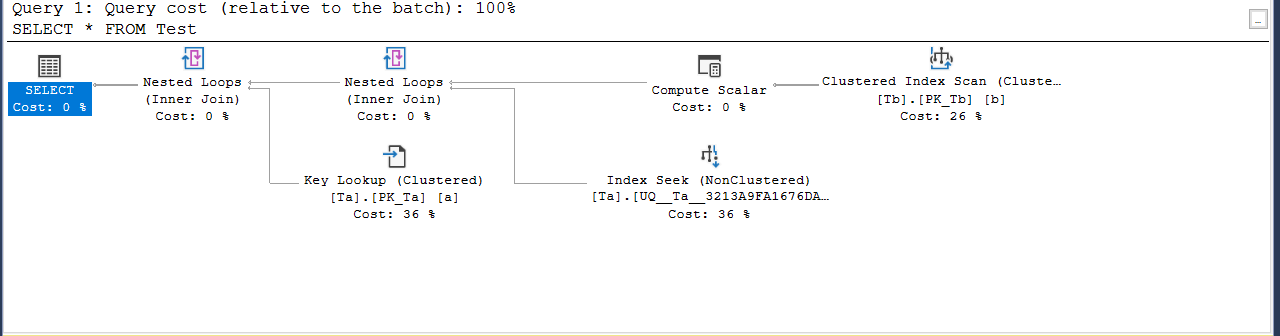 Query 1: Query cost (relative to the batch): 100%
SELECT * FROM Test
SELECT
Cost: 0 %
Nested Loops
(Inner Join)
Cost: 0 %
Nested Loops
(Inner Join)
Cost: 0 %
Compute Scalar
Cost: 0 %
Clustered Index Scan (Cluste…
[Tb].[PK_Tb] [b]
Cost: 26 %
Key Lookup (Clustered)
[Ta].[PK_Ta] [a]
Cost: 36 %
Index Seek (NonClustered)
[Ta].[UQ__Ta__3213A9FA1676DA…
Cost: 36 %